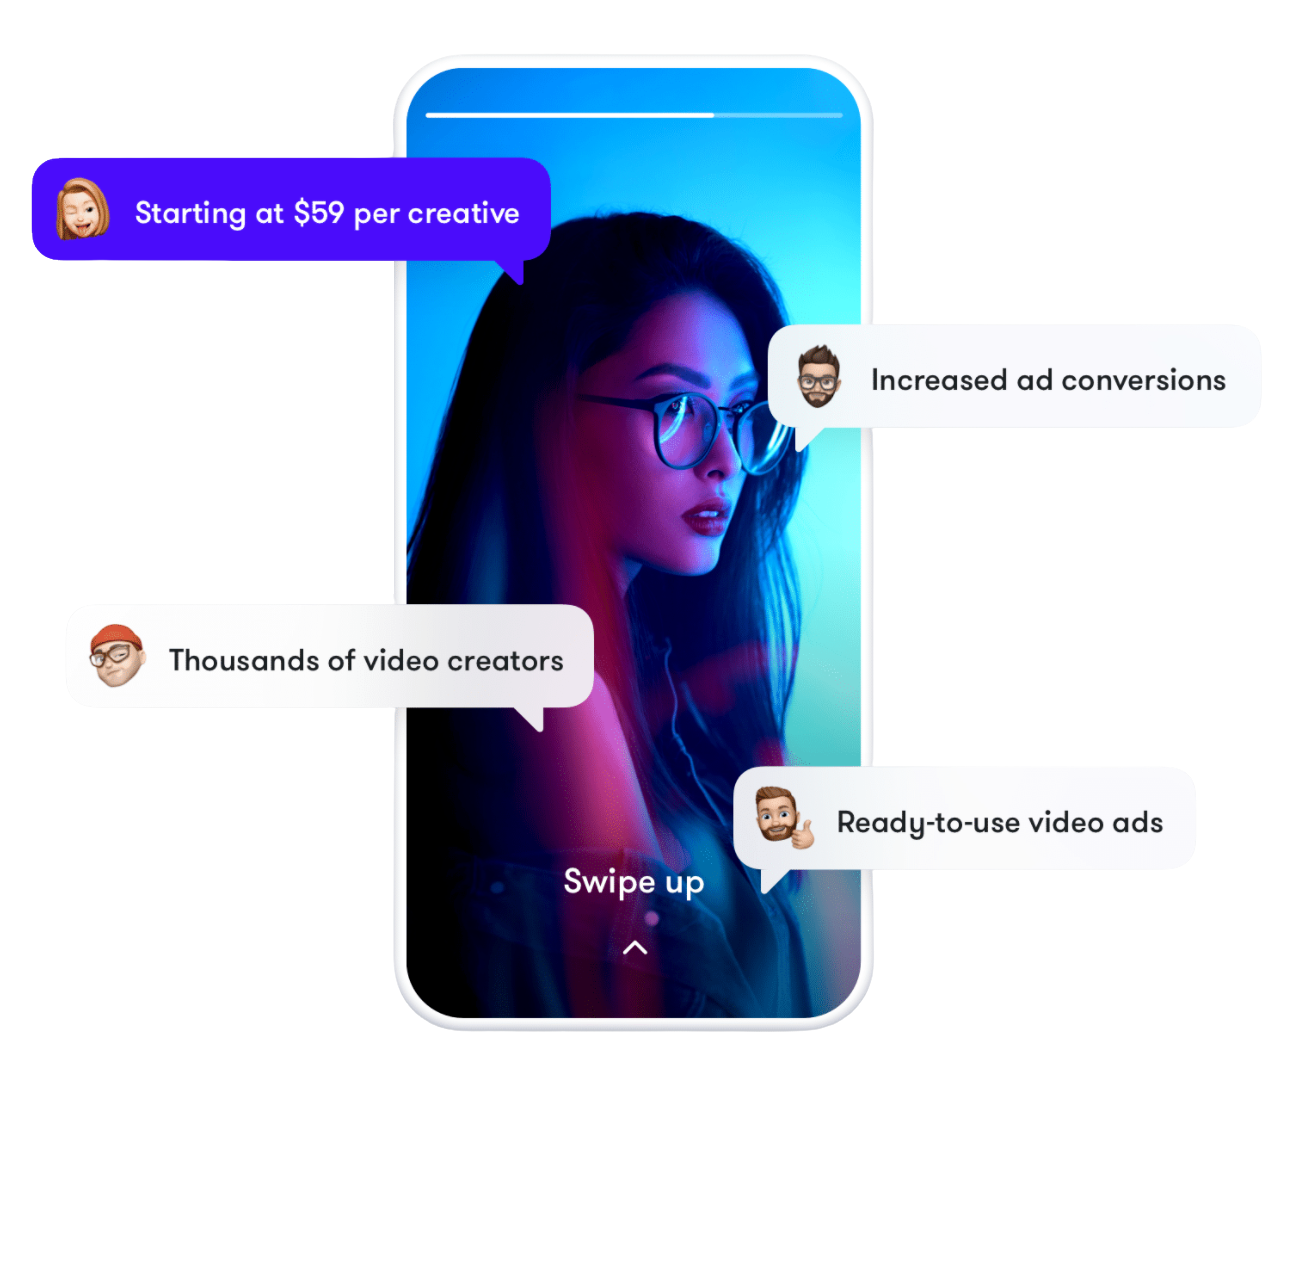 Starting at $59 per creative
Increased ad conversions
Thousands of video creators
Ready-to-use video ads
Swipe up